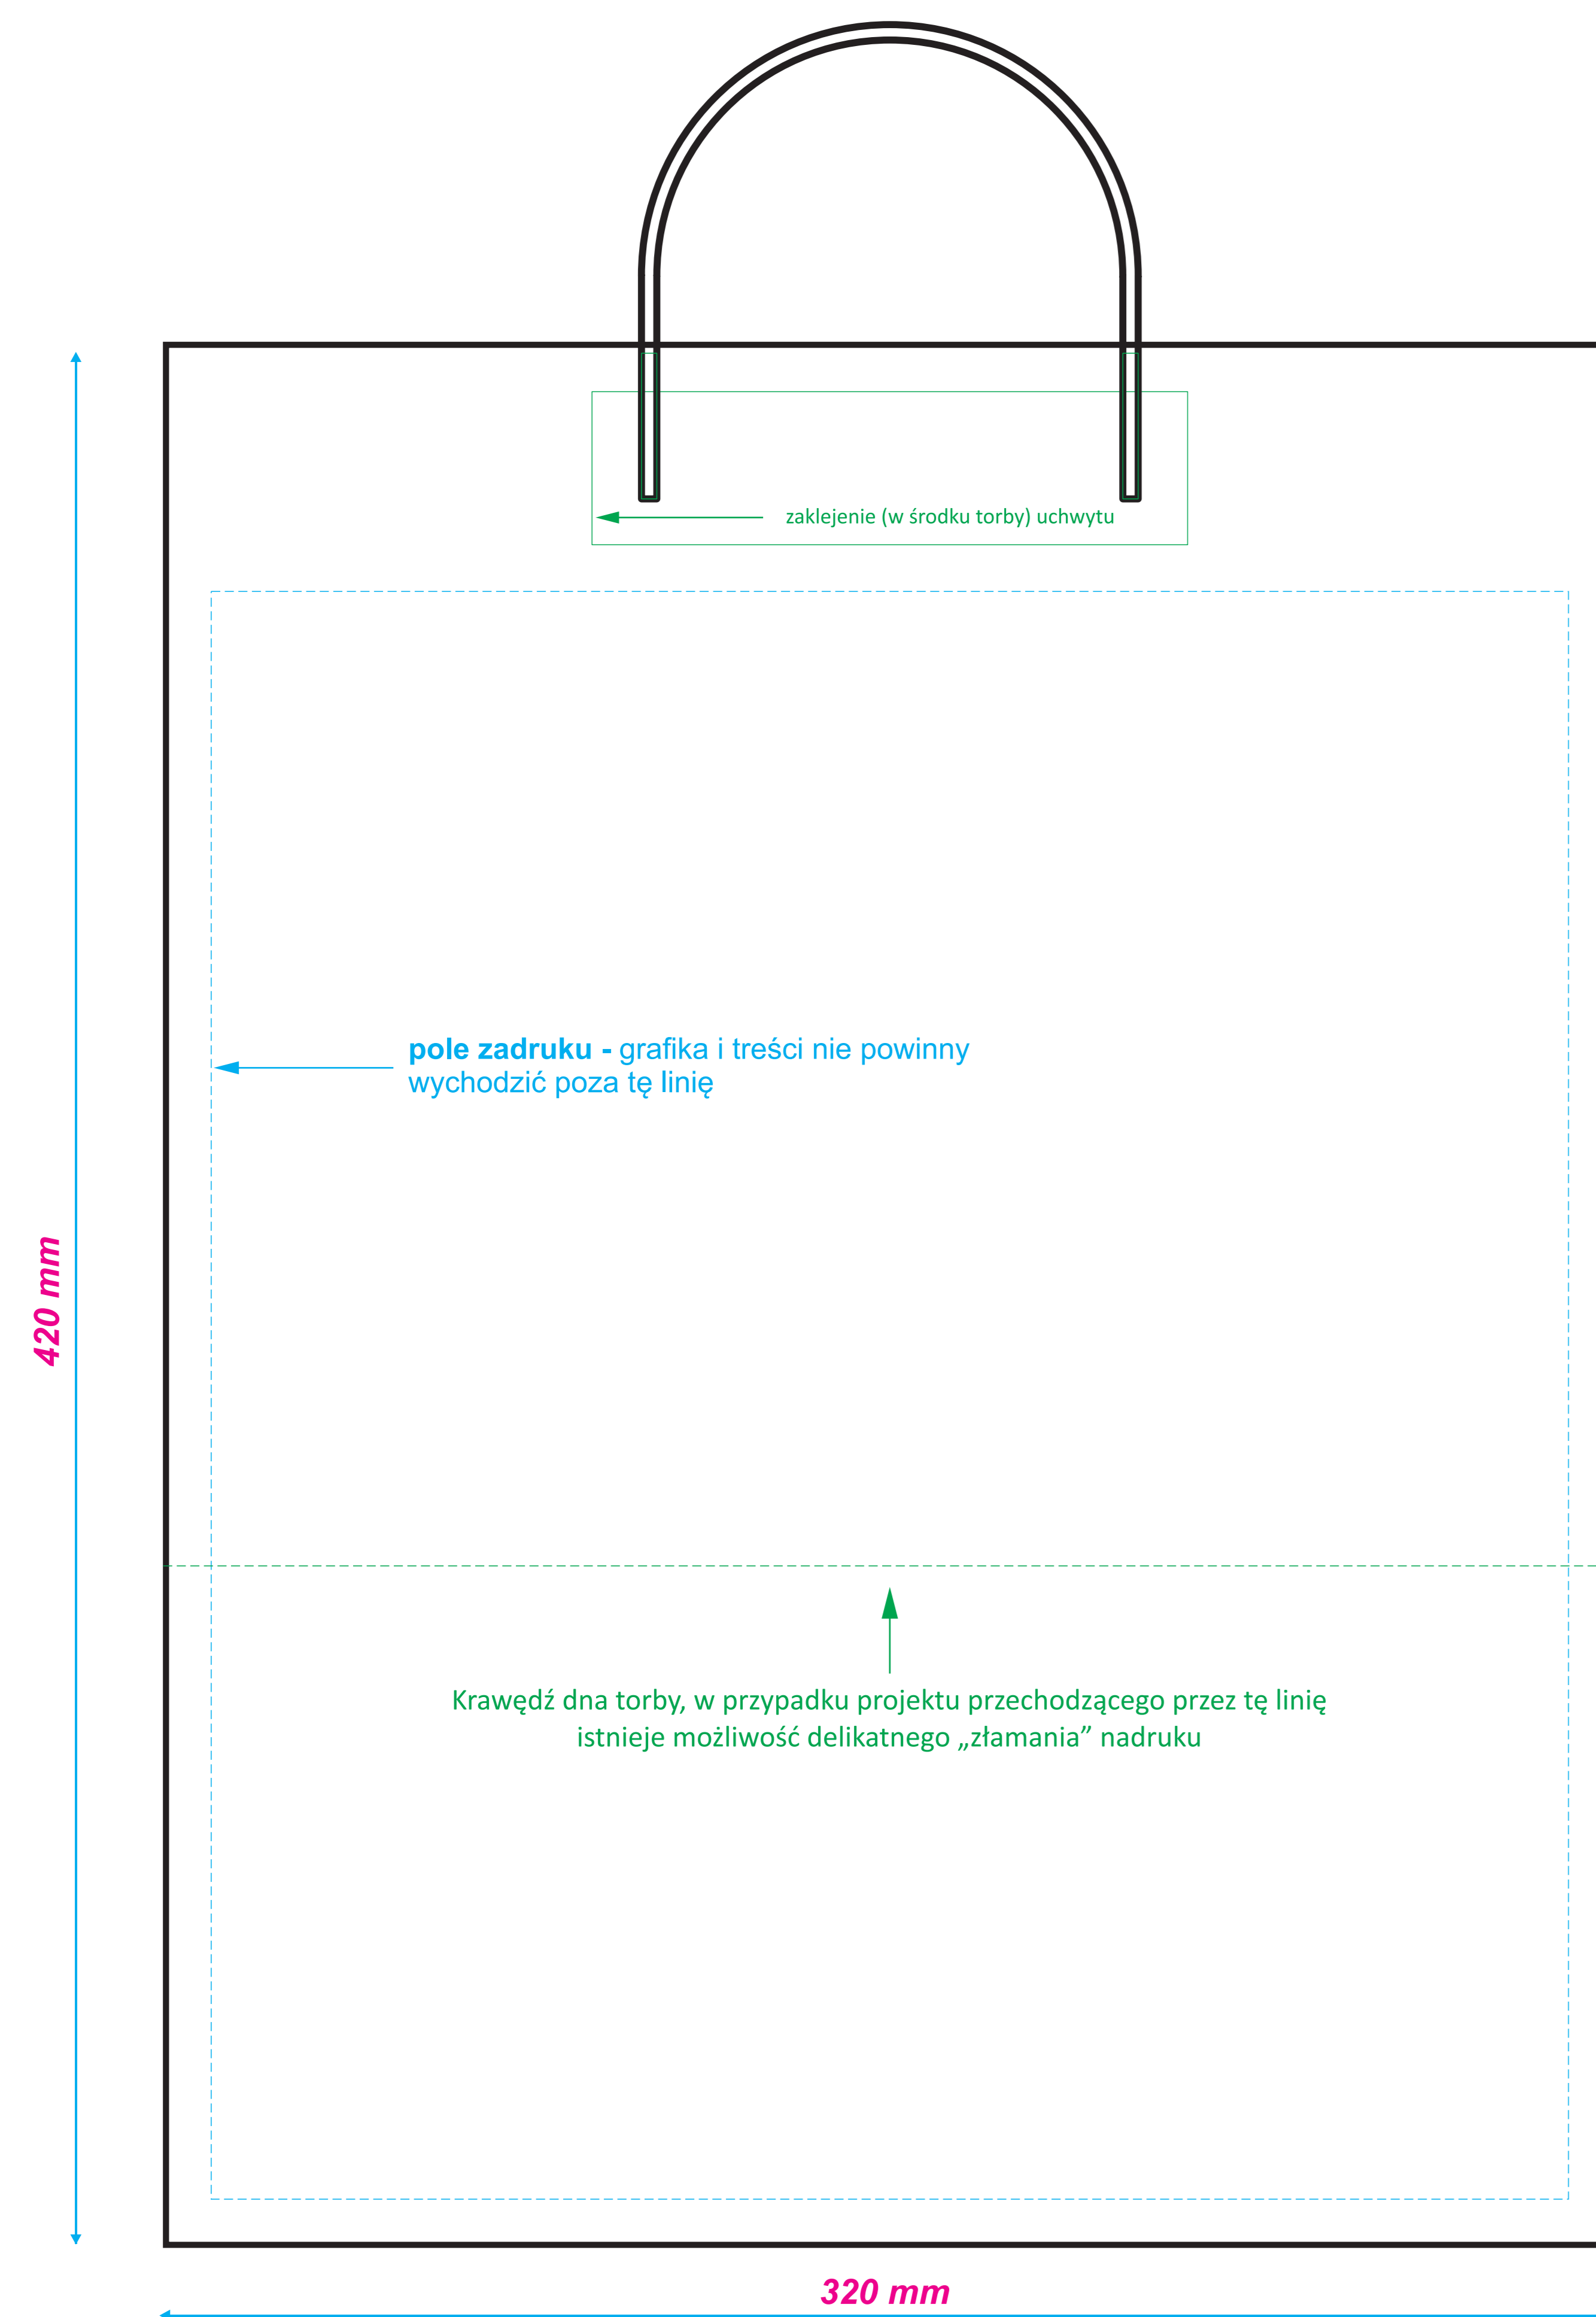 zaklejenie (w środku torby) uchwytu
pole zadruku - grafika i treści nie powinny
wychodzić poza tę linię
420 mm
Krawędź dna torby, w przypadku projektu przechodzącego przez tę linię
istnieje możliwość delikatnego „złamania” nadruku
320 mm